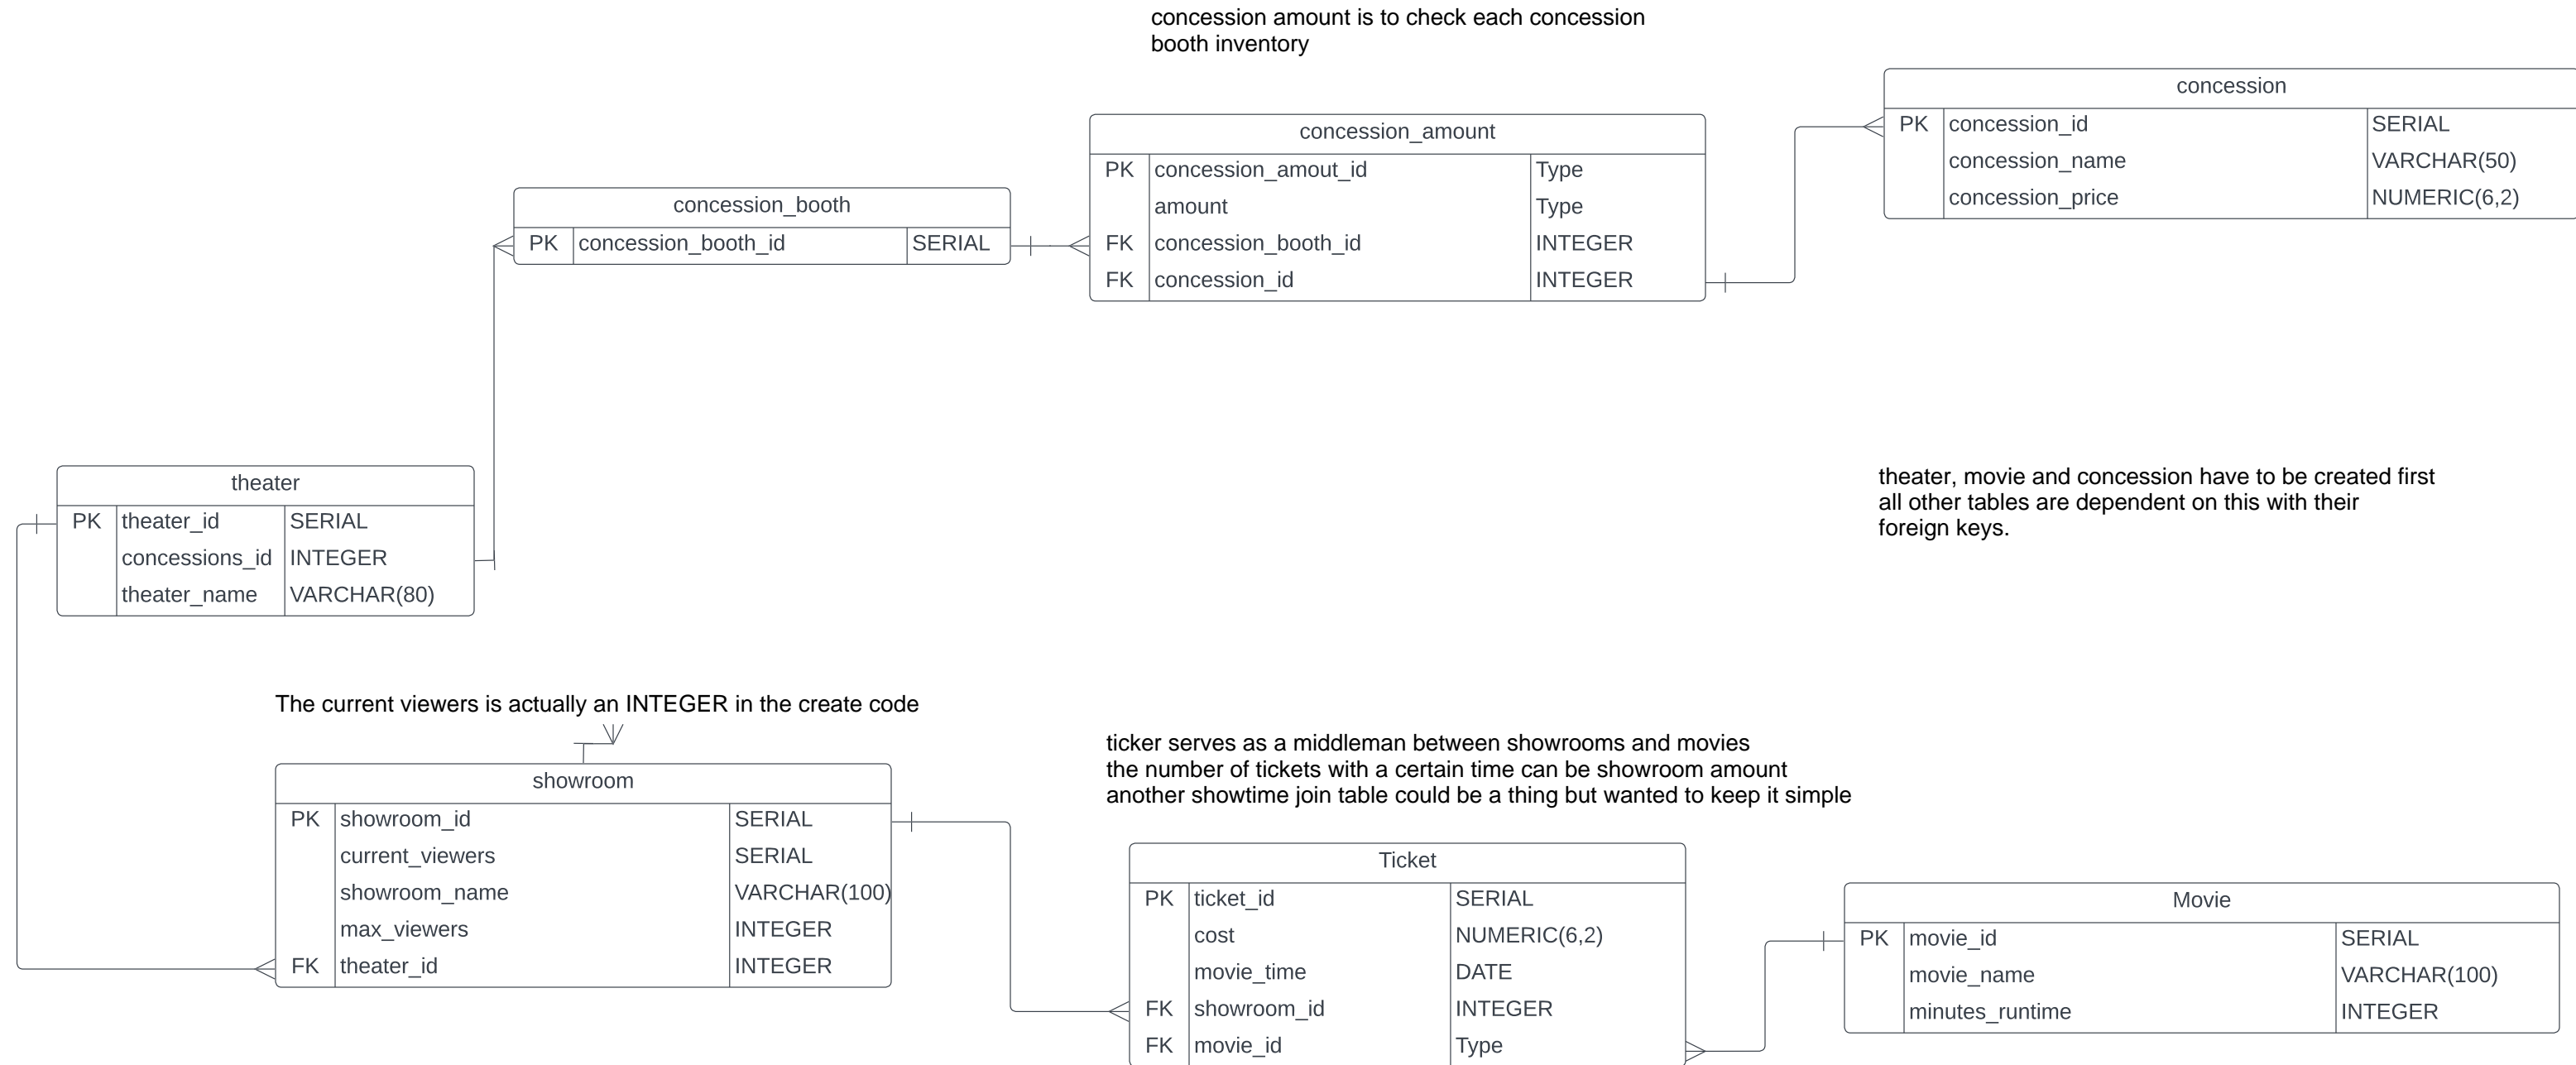 concession amount is to check each concession
booth inventory
concession
PK concession_id SERIAL
concession_name VARCHAR(50)
concession_price NUMERIC(6,2)
concession_amount
PK concession_amout_id Type
amount Type
FK concession_booth_id INTEGER
FK concession_id INTEGER
concession_booth
PK concession_booth_id SERIAL
theater
PK theater_id SERIAL
concessions_id INTEGER
theater_name VARCHAR(80)
theater, movie and concession have to be created first
all other tables are dependent on this with their
foreign keys.
The current viewers is actually an INTEGER in the create code
showroom
PK showroom_id SERIAL
current_viewers SERIAL
showroom_name VARCHAR(100)
max_viewers INTEGER
FK theater_id INTEGER
ticker serves as a middleman between showrooms and movies
the number of tickets with a certain time can be showroom amount
another showtime join table could be a thing but wanted to keep it simple
Ticket
PK ticket_id SERIAL
cost NUMERIC(6,2)
movie_time DATE
FK showroom_id INTEGER
FK movie_id Type
Movie
PK movie_id SERIAL
movie_name VARCHAR(100)
minutes_runtime INTEGER